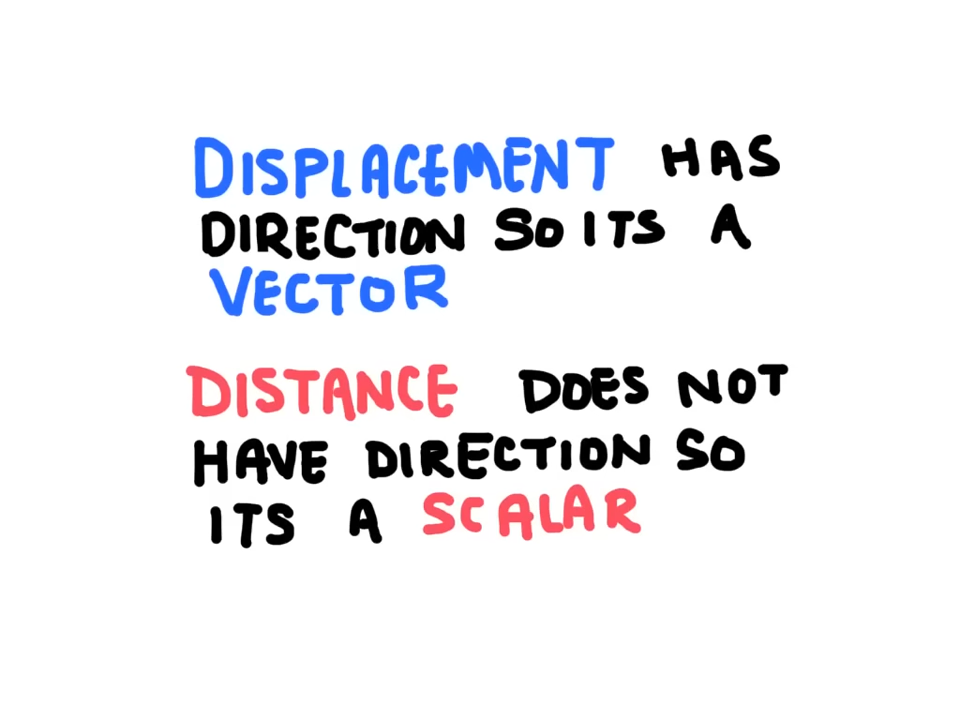 DISPLACEMENT HAS
DIRECTION SO ITS A
VECTOR
DISTANCE DOES NOT
HAVE DIRECTION SO
ITS A SCALAR